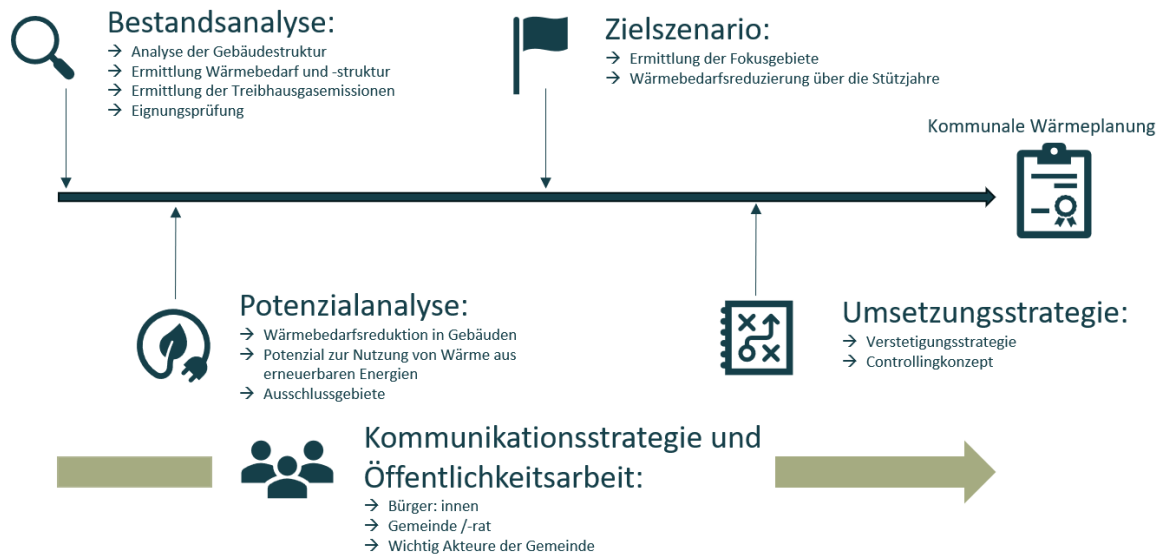 Bestandsanalyse:
→ Analyse der Gebäudestruktur
→ Ermittlung Wärmebedarf und -struktur
→ Ermittlung der Treibhausgasemissionen
→ Eignungsprüfung
Zielszenario:
→ Ermittlung der Fokusgebiete
→ Wärmebedarfsreduzierung über die Stützjahre
Kommunale Wärmeplanung
Potenzialanalyse:
→ Wärmebedarfsreduktion in Gebäuden
→ Potenzial zur Nutzung von Wärme aus
erneuerbaren Energien
→ Ausschlussgebiete
Umsetzungsstrategie:
→ Verstetigungsstrategie
→ Controllingkonzept
Kommunikationsstrategie und
Öffentlichkeitsarbeit:
→ Bürger: innen
→ Gemeinde /-rat
→ Wichtig Akteure der Gemeinde